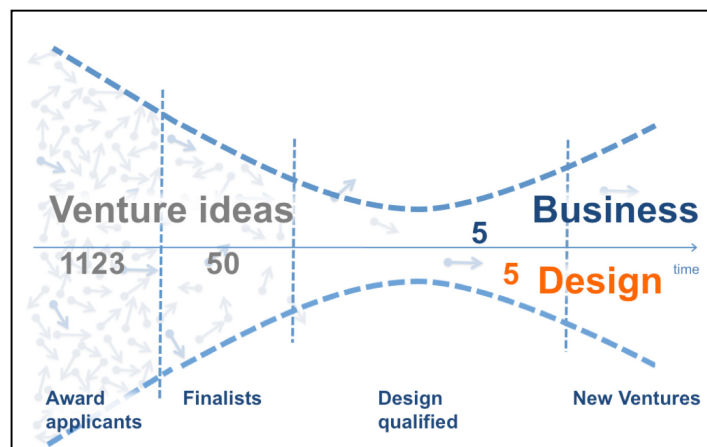 Venture ideas
Business
5
1123
50
5
Design
time
Award
applicants
Finalists
Design
qualified
New Ventures